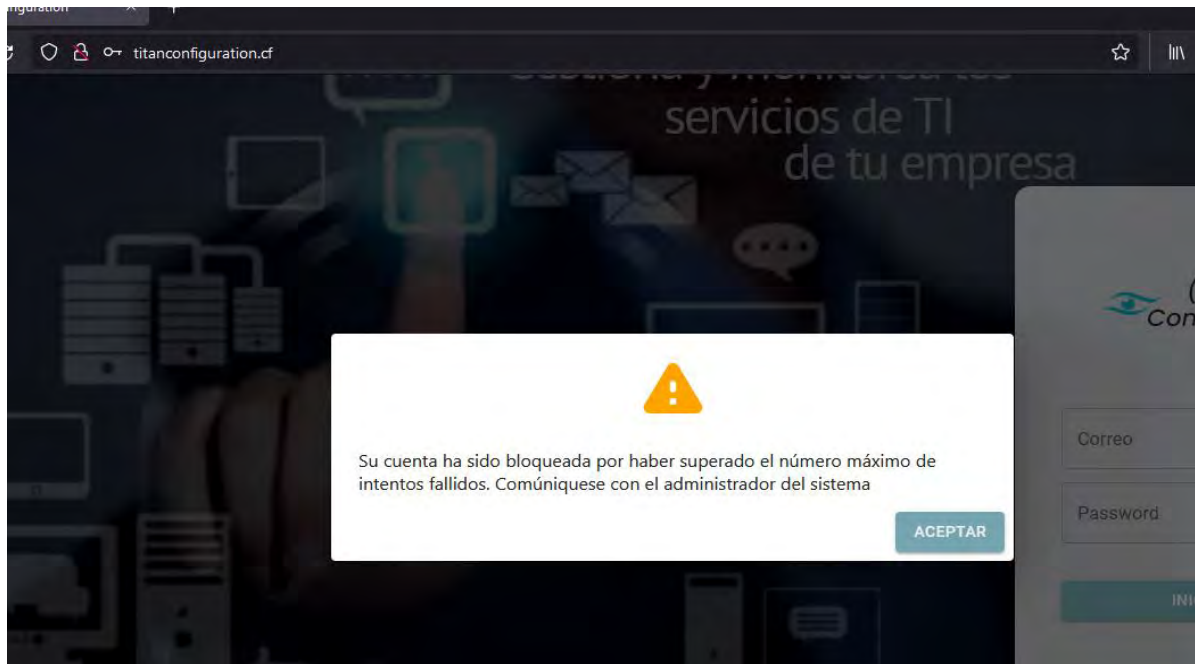 titanconfiguration.cf
servicios de TI
de tu empresa
Correo
Password
Su cuenta ha sido bloqueada por haber superado el número máximo de
intentos fallidos. Comúniquese con el administrador del sistema
ACEPTAR